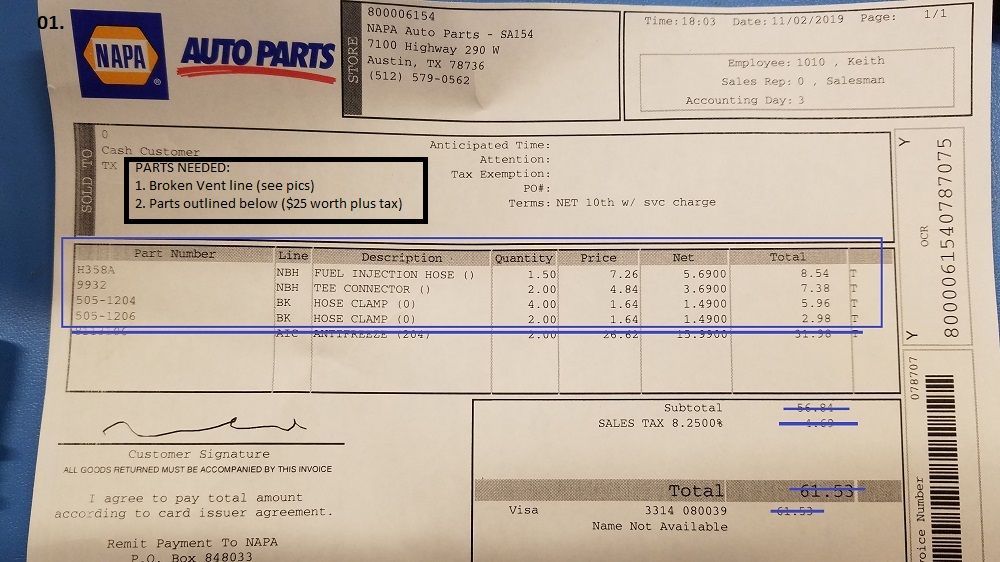 01.
NAPA
AUTO PARTS
STORE
800006154
NAPA Auto Parts - SA154
7100 Highway 290 W
Austin, TX 78736
(512) 579-0562
Time: 18:03 Date: 11/02/2019 Page: 1/1
Employee: 1010 , Keith
Sales Rep: 0 , Salesman
Accounting Day: 3
SOLD TO
0
Cash Customer
TX
PARTS NEEDED:
1. Broken Vent line (see pics)
2. Parts outlined below ($25 worth plus tax)
Anticipated Time:
Attention:
Tax Exemption:
PO#:
Terms: NET 10th w/ svc charge
Y
OCR
Y
8000061540787075
Part Number Line Description Quantity Price Net Total
H358A NBH FUEL INJECTION HOSE () 1.50 7.26 5.6900 8.54 T
9932 NBH TEE CONNECTOR () 2.00 4.84 3.6900 7.38 T
505-1204 BK HOSE CLAMP (0) 4.00 1.64 1.4900 5.96 T
505-1206 BK HOSE CLAMP (0) 2.00 1.64 1.4900 2.98 T
AIC ANTIFREEZE (204) 2.00 26.62 15.9900 31.98 T
Customer Signature
ALL GOODS RETURNED MUST BE ACCOMPANIED BY THIS INVOICE
I agree to pay total amount
according to card issuer agreement.
Remit Payment To NAPA
P.O. Box 848033
Subtotal 56.84
SALES TAX 8.2500% 4.69
Total 61.53
Visa 3314 080039 61.53
Name Not Available
078707
voice Number